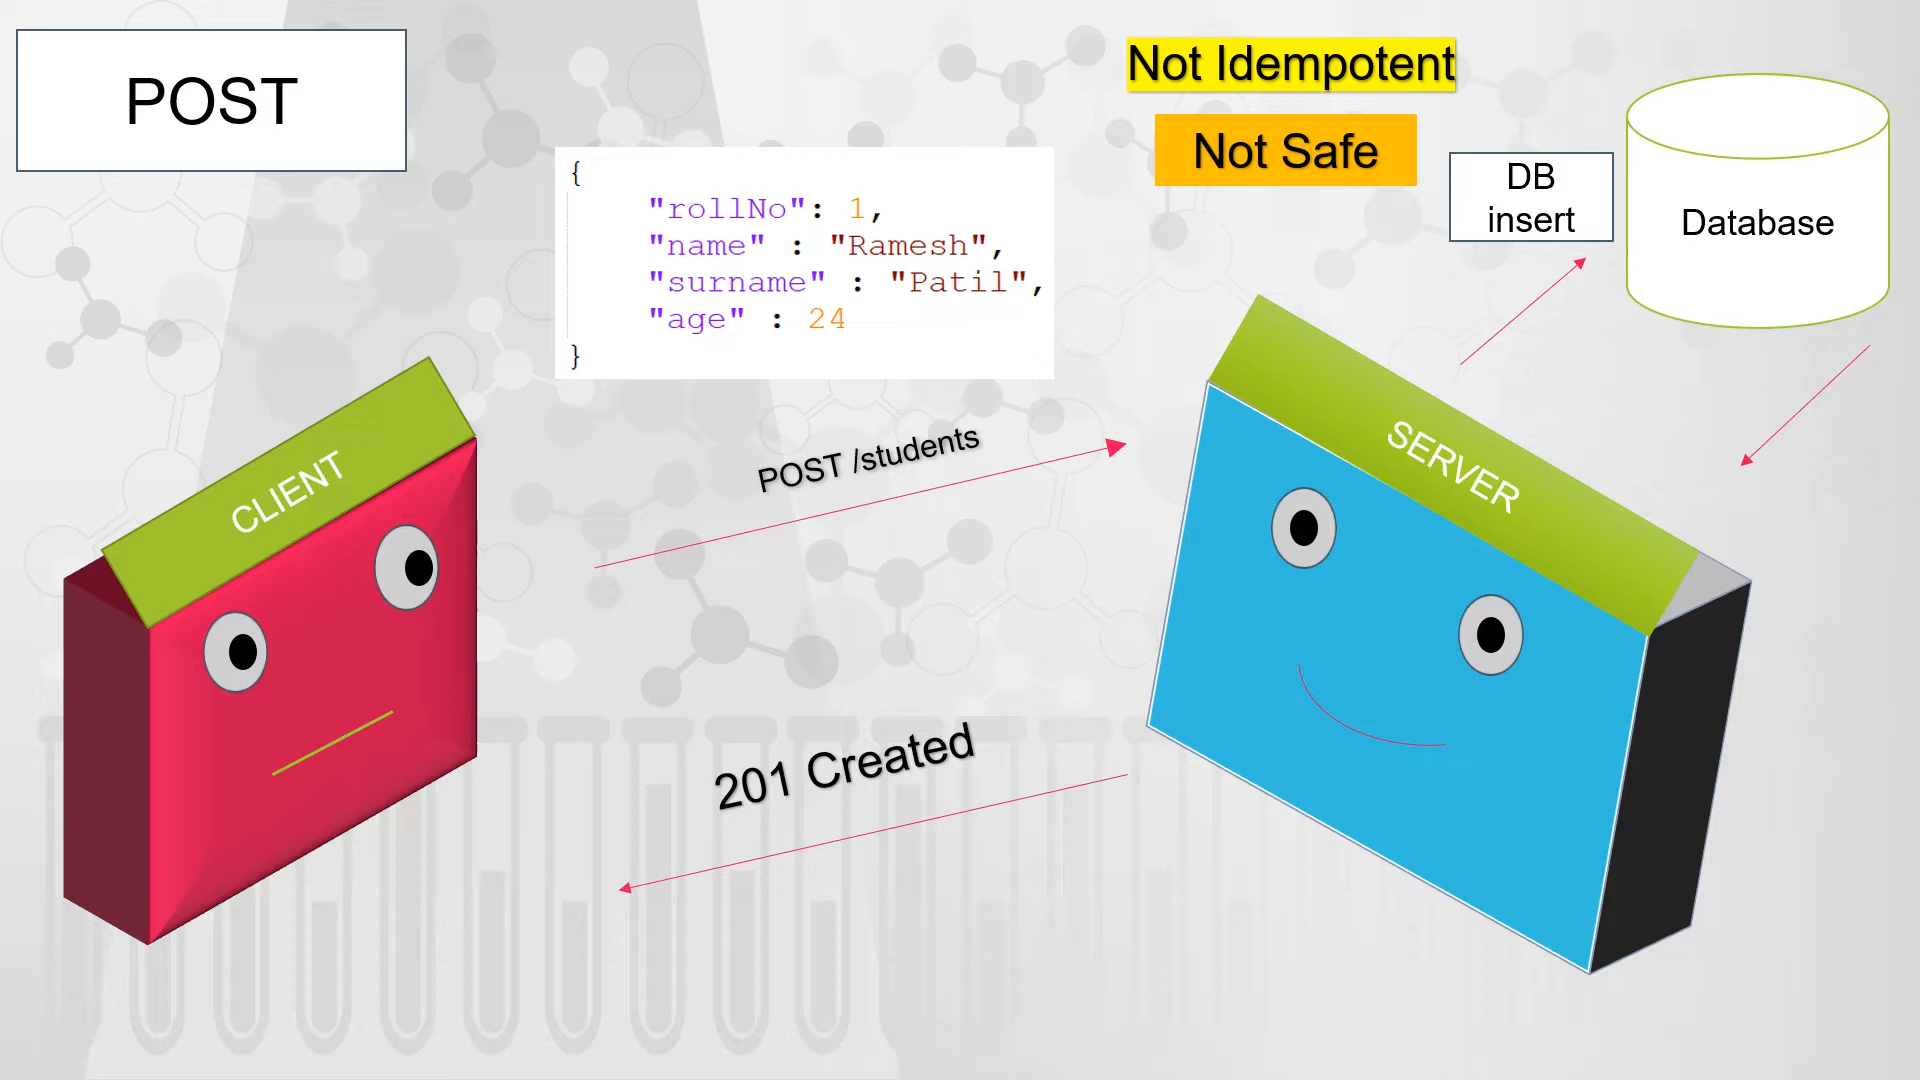 POST
Not Idempotent
Not Safe
{
"rollNo": 1,
"name" : "Ramesh",
"surname" : "Patil",
"age" : 24
}
DB
insert
Database
CLIENT
POST /students
SERVER
201 Created